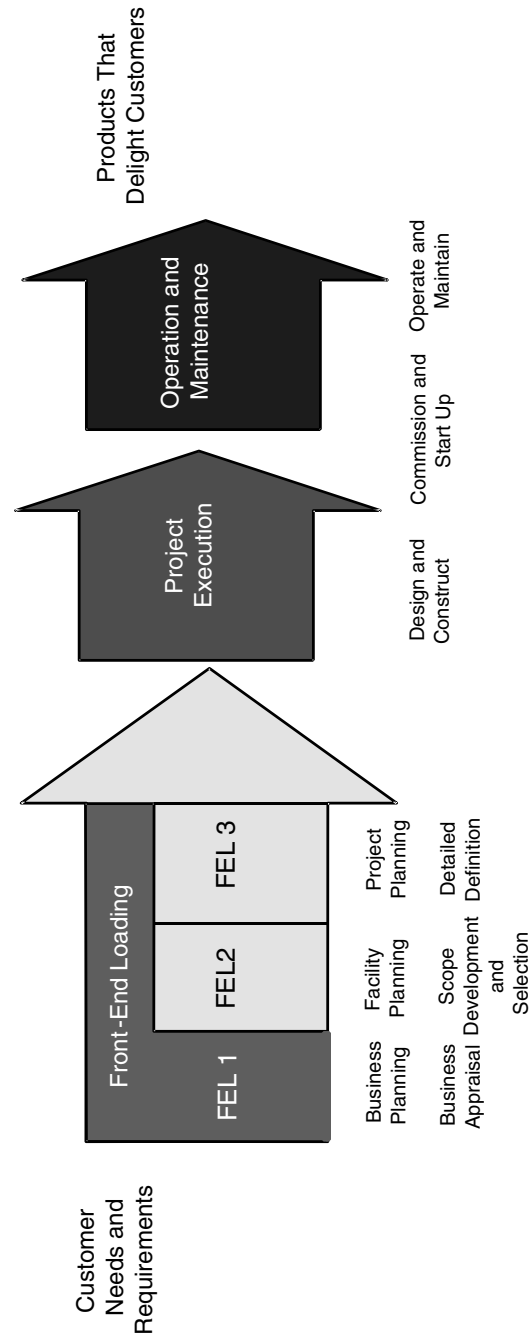 Customer
Needs and
Requirements
Front-End Loading
FEL 1
FEL2
FEL 3
Project
Execution
Operation and
Maintenance
Products That
Delight Customers
Business
Planning
Facility
Planning
Project
Planning
Business
Appraisal
Scope
Development
and
Selection
Detailed
Definition
Design and
Construct
Commission and
Start Up
Operate and
Maintain